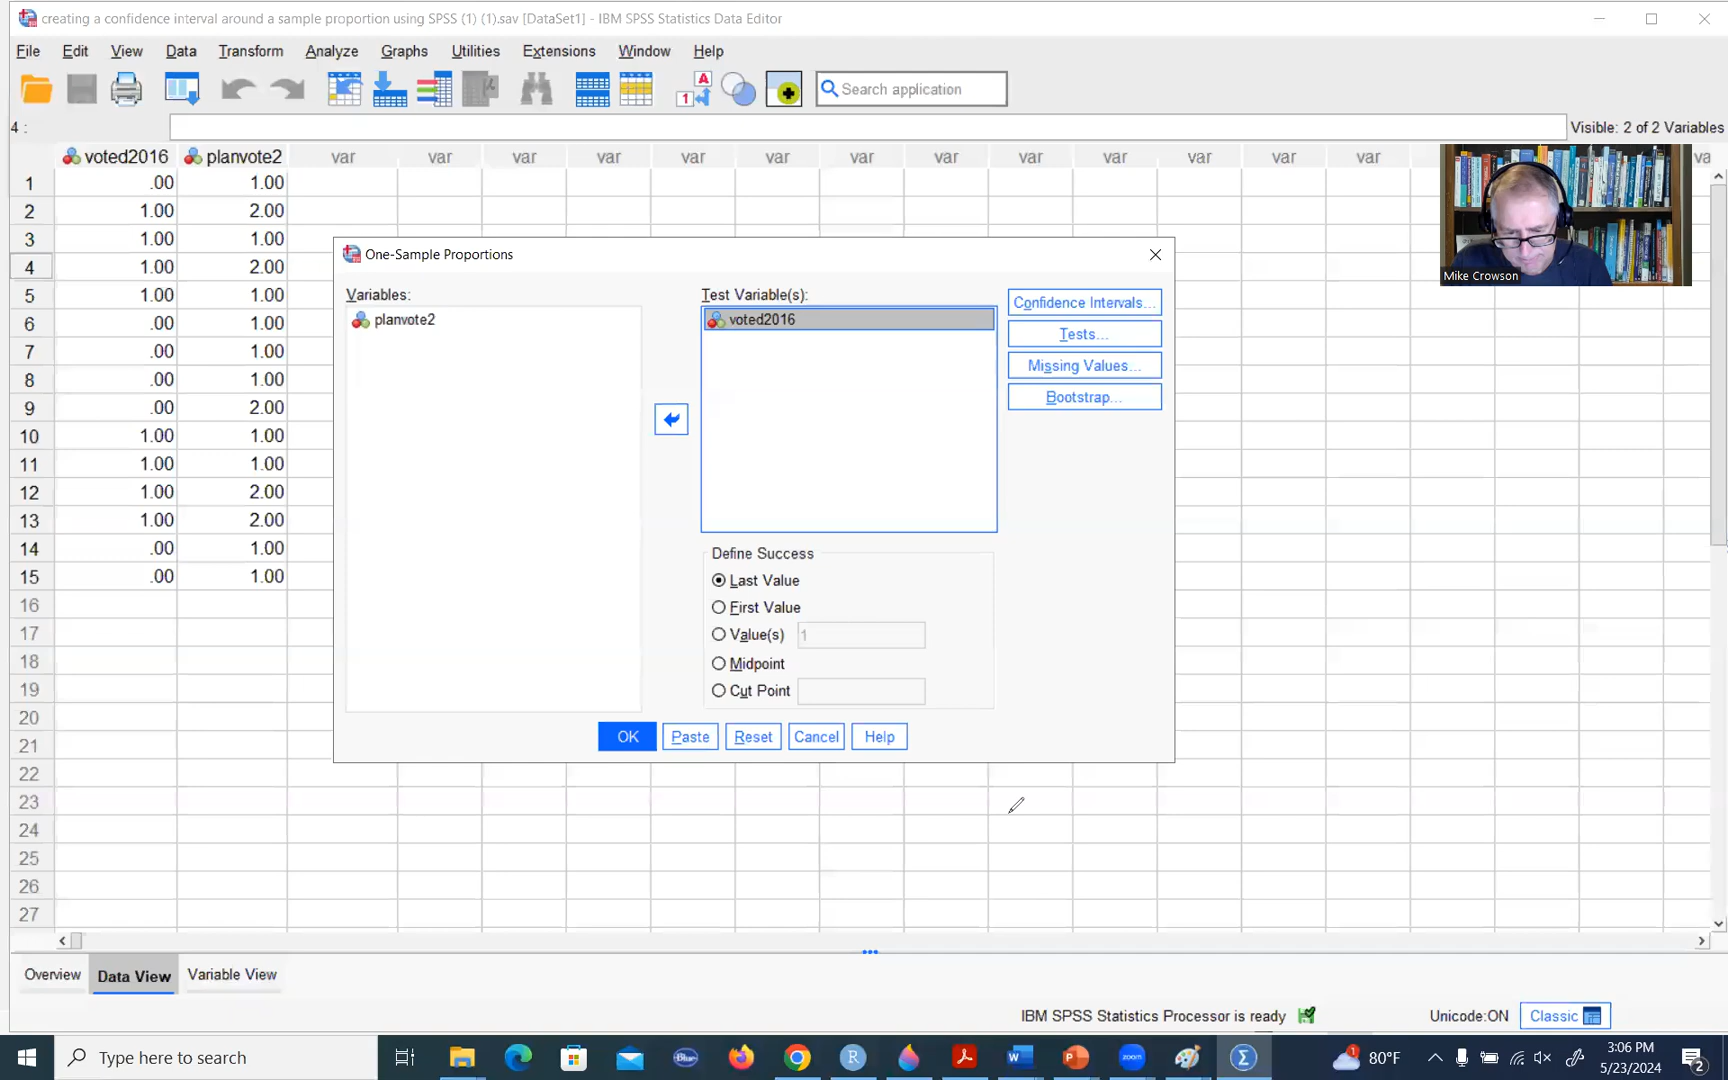 creating a confidence interval around a sample proportion using SPSS (1) (1).sav [DataSet1] - IBM SPSS Statistics Data Editor
File Edit View Data Transform Analyze Graphs Utilities Extensions Window Help
Search application
4 :
Visible: 2 of 2 Variables
voted2016 planvote2 var var var var var var var var var var var var var va
1 .00 1.00
2 1.00 2.00
3 1.00 1.00
4 1.00 2.00
5 1.00 1.00
6 .00 1.00
7 .00 1.00
8 .00 1.00
9 .00 2.00
10 1.00 1.00
11 1.00 1.00
12 1.00 2.00
13 1.00 2.00
14 .00 1.00
15 .00 1.00
16
17
18
19
20
21
22
23
24
25
26
27
Mike Crowson
One-Sample Proportions
Variables:
planvote2
Test Variable(s):
voted2016
Confidence Intervals...
Tests...
Missing Values...
Bootstrap...
Define Success
Last Value
First Value
Value(s) 1
Midpoint
Cut Point
OK Paste Reset Cancel Help
Overview Data View Variable View
IBM SPSS Statistics Processor is ready
Unicode:ON
Classic
Type here to search
80°F
3:06 PM
5/23/2024